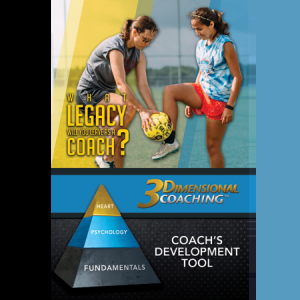 WHAT
LEGACY
WILL YOU LEAVE AS A
COACH?
3DIMENSIONAL
COACHING
HEART
PSYCHOLOGY
FUNDAMENTALS
COACH'S
DEVELOPMENT
TOOL